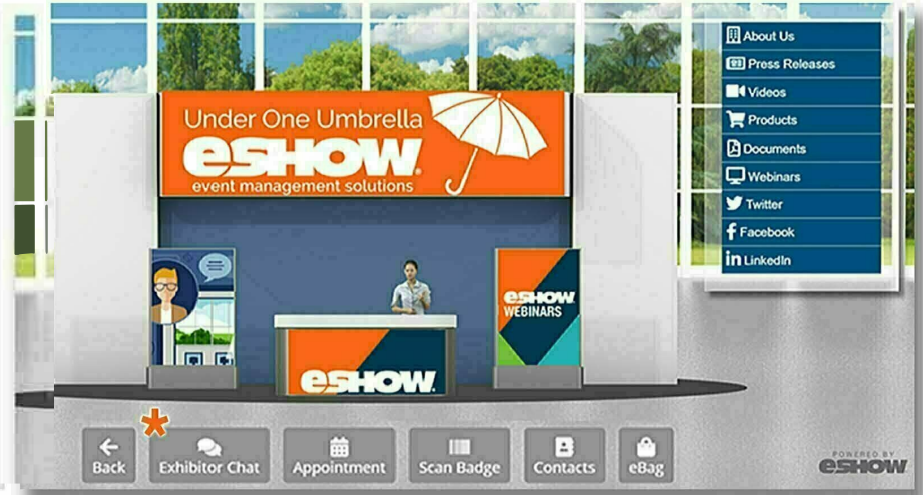 Under One Umbrella
eSHOW®
event management solutions
About Us
Press Releases
Videos
Products
Documents
Webinars
Twitter
Facebook
in LinkedIn
eSHOW
WEBINARS
eSHOW
Back
Exhibitor Chat
Appointment
Scan Badge
Contacts
eBag
POWERED BY
eSHOW